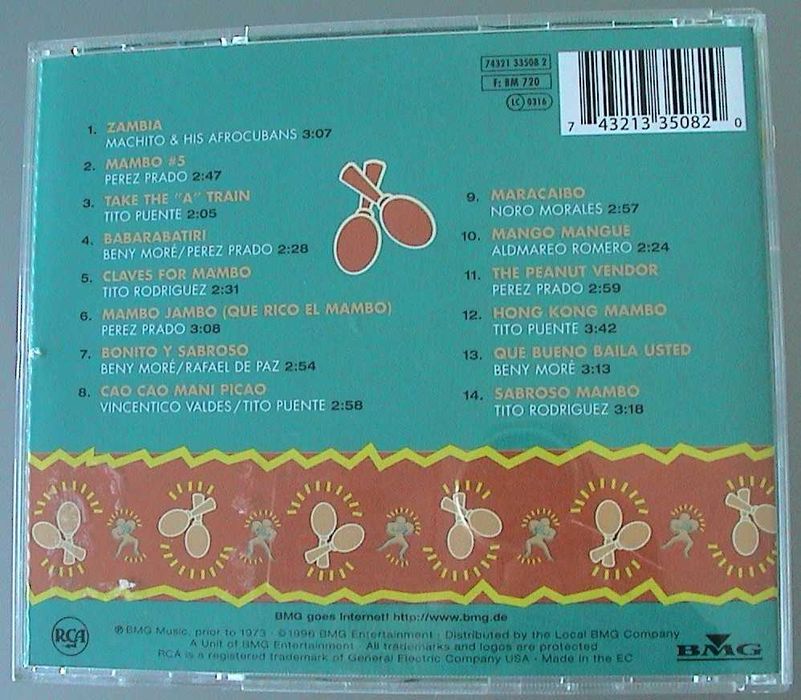 74321 33508 2
F: BM 720
LC 0316
7 43213 35082 0
1. ZAMBIA
MACHITO & HIS AFROCUBANS 3:07
2. MAMBO #5
PEREZ PRADO 2:47
3. TAKE THE "A" TRAIN
TITO PUENTE 2:05
4. BABARABATIRI
BENY MORÉ/PEREZ PRADO 2:28
5. CLAVES FOR MAMBO
TITO RODRIGUEZ 2:31
6. MAMBO JAMBO (QUE RICO EL MAMBO)
PEREZ PRADO 3:08
7. BONITO Y SABROSO
BENY MORÉ/RAFAEL DE PAZ 2:54
8. CAO CAO MANI PICAO
VINCENTICO VALDES/TITO PUENTE 2:58
9. MARACAIBO
NORO MORALES 2:57
10. MANGO MANGUE
ALDMAREO ROMERO 2:24
11. THE PEANUT VENDOR
PEREZ PRADO 2:59
12. HONG KONG MAMBO
TITO PUENTE 3:42
13. QUE BUENO BAILA USTED
BENY MORÉ 3:13
14. SABROSO MAMBO
TITO RODRIGUEZ 3:18
BMG goes Internet! http://www.bmg.de
RCA
℗ BMG Music, prior to 1973 · © 1996 BMG Entertainment · Distributed by the Local BMG Company
A Unit of BMG Entertainment · All trademarks and logos are protected
RCA is a registered trademark of General Electric Company USA · Made in the EC
BMG